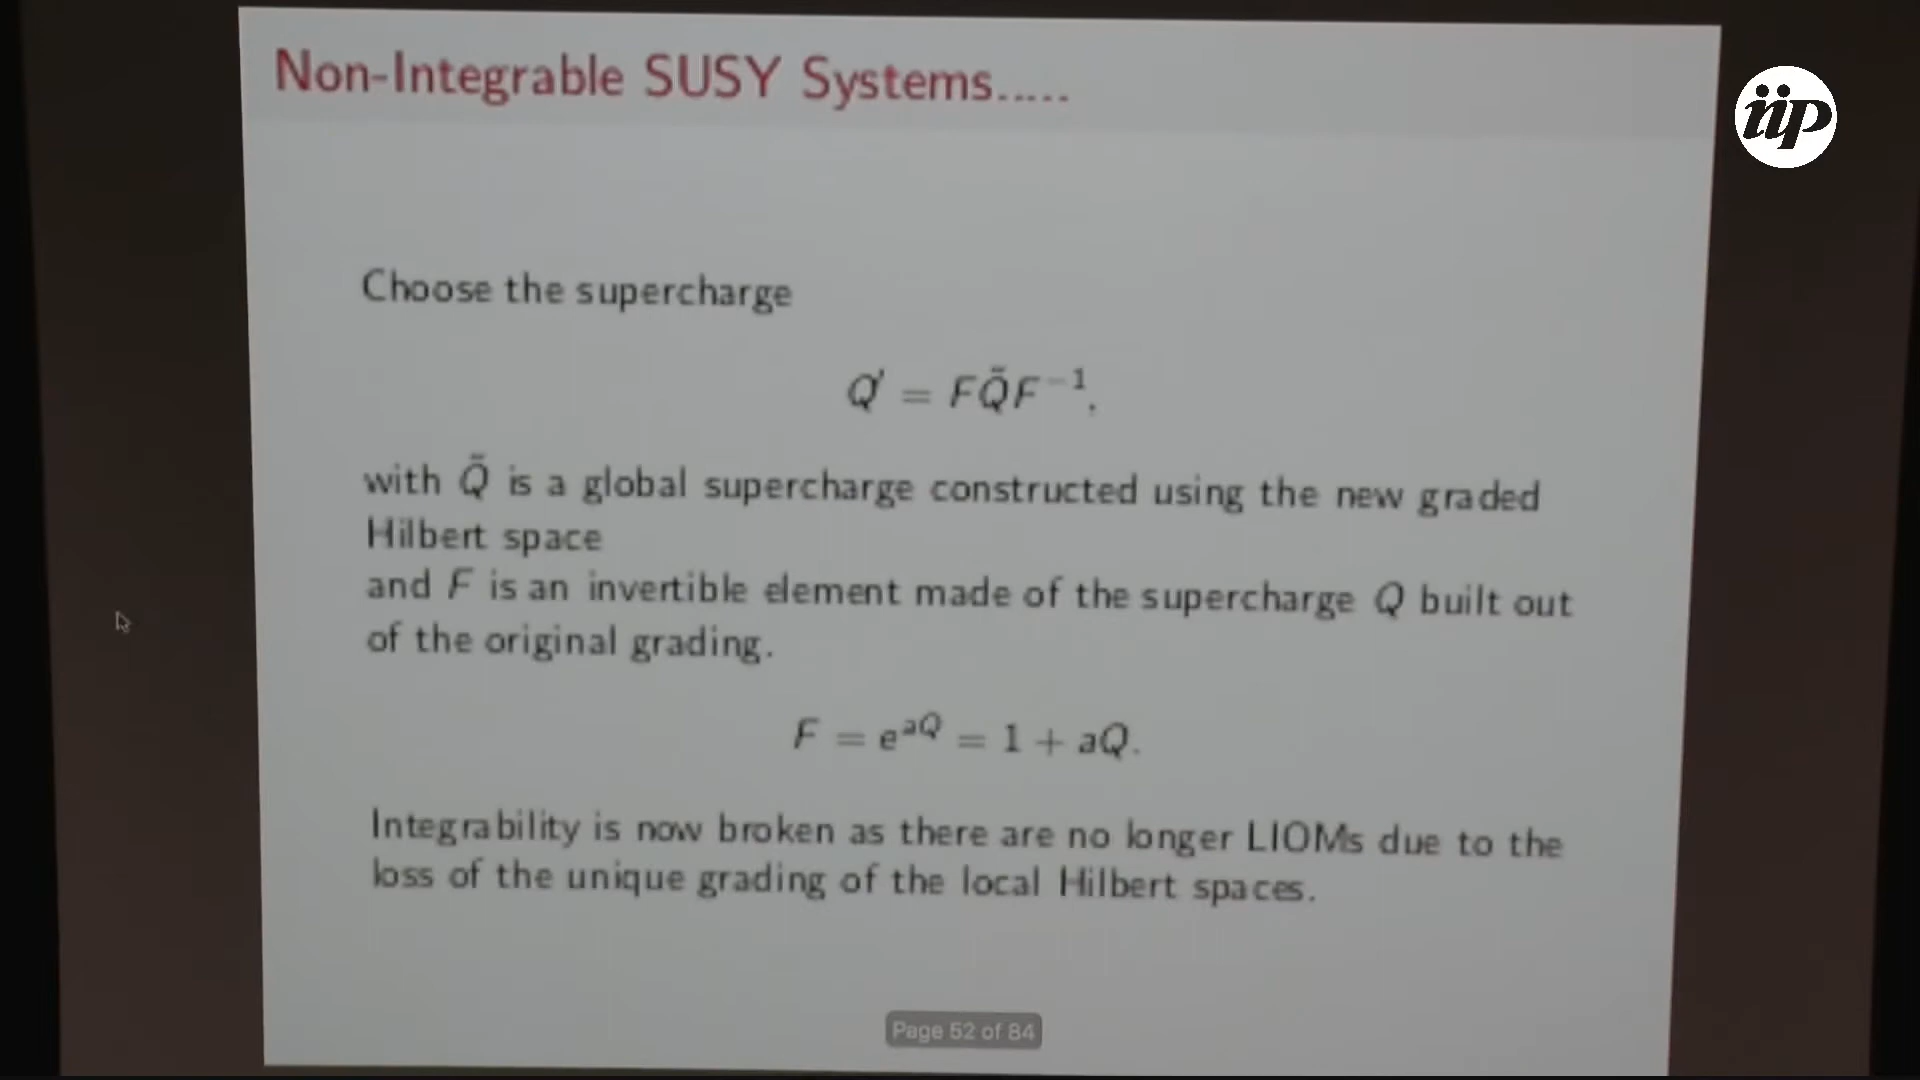 Non-Integrable SUSY Systems.....
iip
Choose the supercharge
Q' = FQ̃F⁻¹,
with Q̃ is a global supercharge constructed using the new graded
Hilbert space
and F is an invertible element made of the supercharge Q built out
of the original grading.
F = e^{aQ} = 1 + aQ.
Integrability is now broken as there are no longer LIOMs due to the
loss of the unique grading of the local Hilbert spaces.
Page 52 of 84